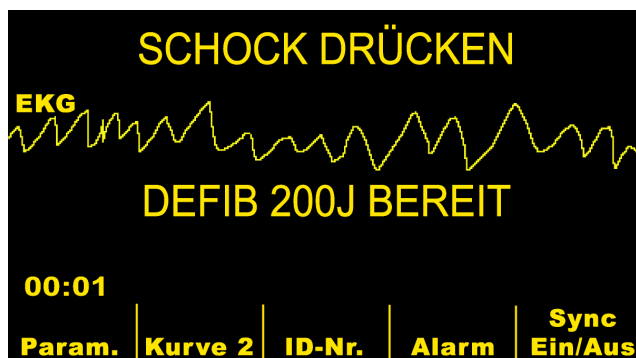 SCHOCK DRÜCKEN
EKG
DEFIB 200J BEREIT
00:01
Param. Kurve 2 ID-Nr. Alarm Sync Ein/Aus